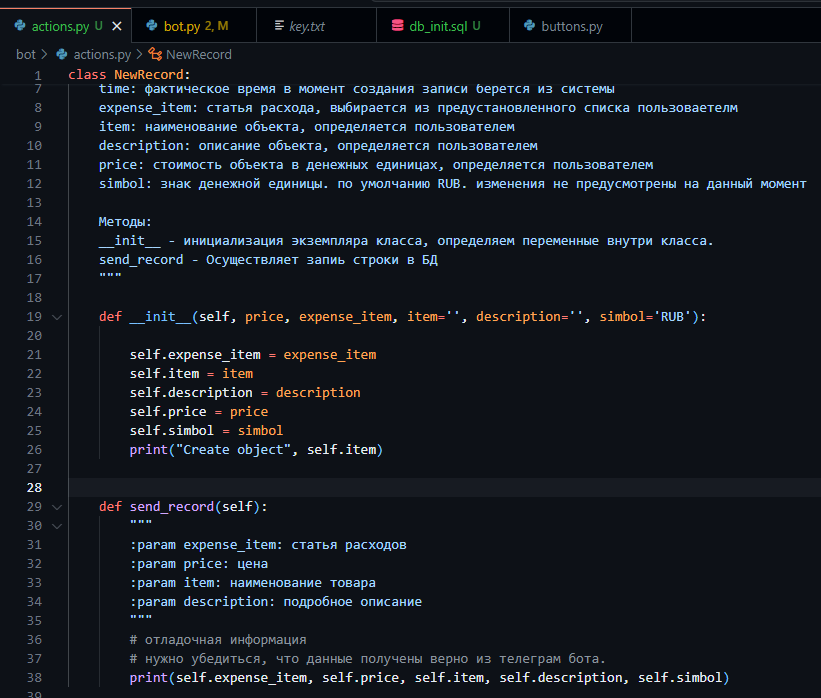 actions.py U
bot.py 2, M
key.txt
db_init.sql U
buttons.py
bot > actions.py > NewRecord
1 class NewRecord:
7 time: фактическое время в момент создания записи берется из системы
8 expense_item: статья расхода, выбирается из предустановленного списка пользоваетелм
9 item: наименование объекта, определяется пользователем
10 description: описание объекта, определяется пользователем
11 price: стоимость объекта в денежных единицах, определяется пользователем
12 simbol: знак денежной единицы. по умолчанию RUB. изменения не предусмотрены на данный момент
13
14 Методы:
15 __init__ - инициализация экземпляра класса, определяем переменные внутри класса.
16 send_record - Осуществляет запиь строки в БД
17 """
18
19 def __init__(self, price, expense_item, item='', description='', simbol='RUB'):
20
21 self.expense_item = expense_item
22 self.item = item
23 self.description = description
24 self.price = price
25 self.simbol = simbol
26 print("Create object", self.item)
27
28
29 def send_record(self):
30 """
31 :param expense_item: статья расходов
32 :param price: цена
33 :param item: наименование товара
34 :param description: подробное описание
35 """
36 # отладочная информация
37 # нужно убедиться, что данные получены верно из телеграм бота.
38 print(self.expense_item, self.price, self.item, self.description, self.simbol)
39